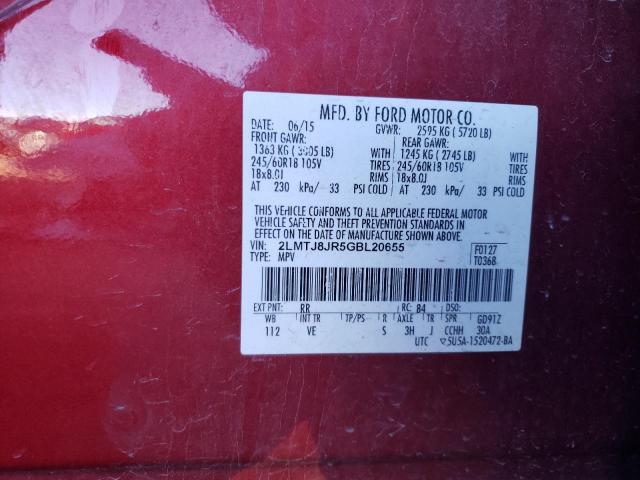 MFD. BY FORD MOTOR CO.
DATE: 06/15 GVWR: 2595 KG ( 5720 LB)
FRONT GAWR: REAR GAWR:
1363 KG ( 3005 LB) WITH 1245 KG ( 2745 LB) WITH
245/60R18 105V TIRES 245/60R18 105V TIRES
18x8.0J RIMS 18x8.0J RIMS
AT 230 kPa/ 33 PSI COLD AT 230 kPa/ 33 PSI COLD
THIS VEHICLE CONFORMS TO ALL APPLICABLE FEDERAL MOTOR
VEHICLE SAFETY AND THEFT PREVENTION STANDARDS IN
EFFECT ON THE DATE OF MANUFACTURE SHOWN ABOVE.
VIN: 2LMTJ8JR5GBL20655 F0127
TYPE: MPV T0368
EXT PNT: RR RC: 84 DSO:
WB INT TR TP/PS R AXLE TR SPR GD91Z
112 VE S 3H J CCHH 30A
UTC ▽5U5A-1520472-BA